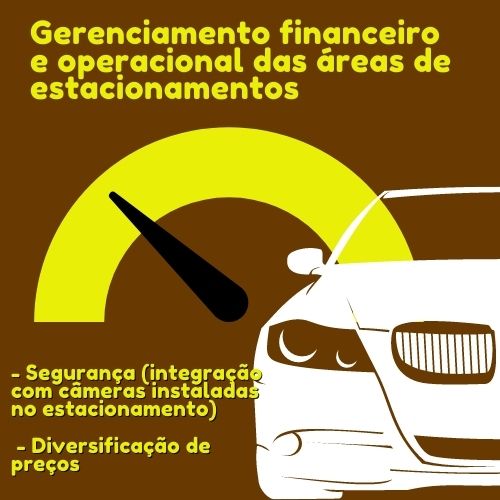 Gerenciamento financeiro
e operacional das áreas de
estacionamentos
- Segurança (integração
com câmeras instaladas
no estacionamento)
- Diversificação de
preços